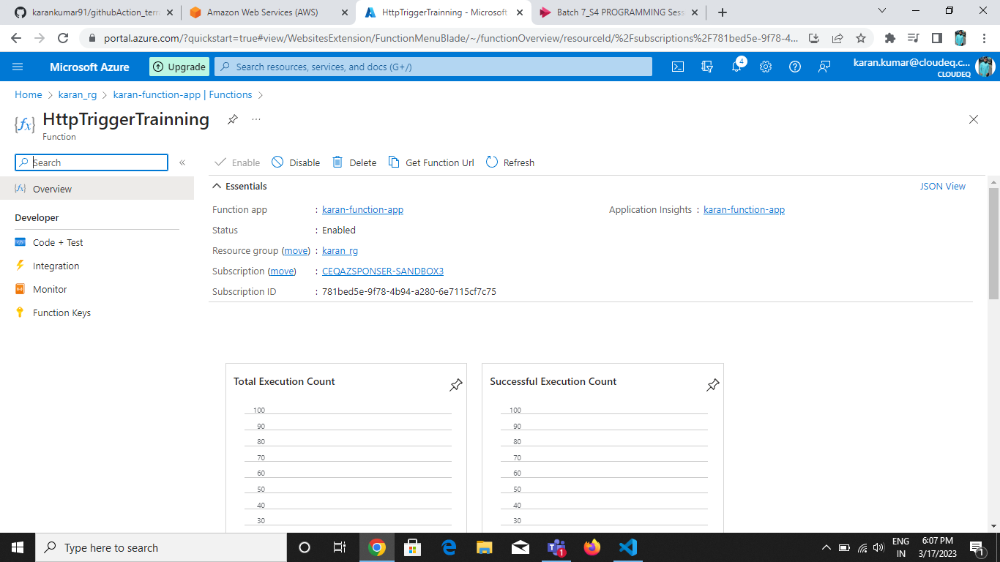 karankumar91/githubAction_terr
Amazon Web Services (AWS)
HttpTriggerTrainning - Microsoft
Batch 7_S4 PROGRAMMING Sess
portal.azure.com/?quickstart=true#view/WebsitesExtension/FunctionMenuBlade/~/functionOverview/resourceId/%2Fsubscriptions%2F781bed5e-9f78-4...
Microsoft Azure
Upgrade
Search resources, services, and docs (G+/)
4
karan.kumar@cloudeq.c...
CLOUDEQ
Home > karan_rg > karan-function-app | Functions >
HttpTriggerTrainning
...
Function
Search
«
Enable
Disable
Delete
Get Function Url
Refresh
Overview
Developer
Code + Test
Integration
Monitor
Function Keys
Essentials
JSON View
Function app : karan-function-app
Application Insights : karan-function-app
Status : Enabled
Resource group (move) : karan_rg
Subscription (move) : CEQAZSPONSER-SANDBOX3
Subscription ID : 781bed5e-9f78-4b94-a280-6e7115cf7c75
Total Execution Count
100
90
80
70
60
50
40
30
Successful Execution Count
100
90
80
70
60
50
40
30
Type here to search
1
ENG
IN
6:07 PM
3/17/2023
1